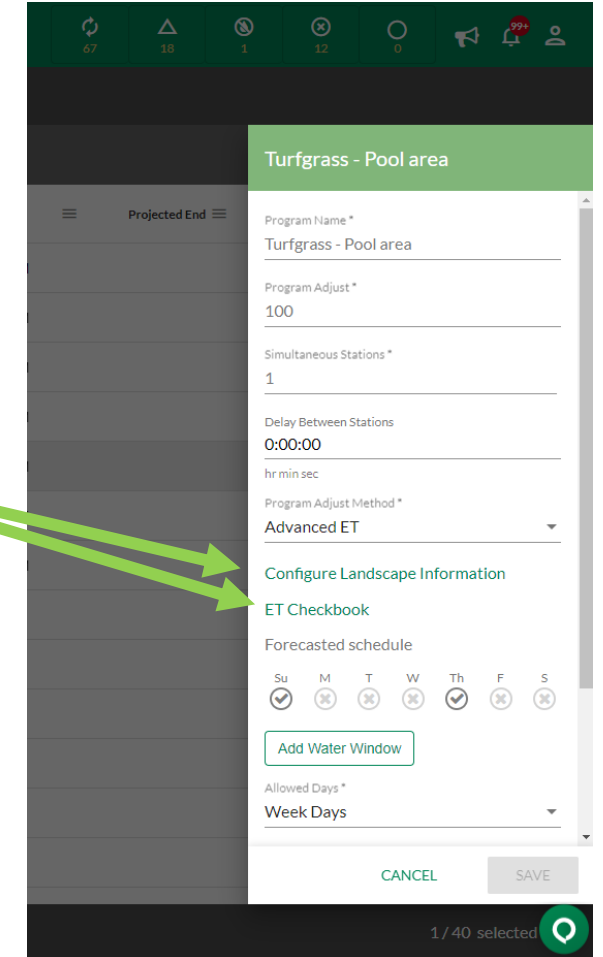 67 18 1 12 0 99+
Turfgrass - Pool area
Projected End
Program Name *
Turfgrass - Pool area
Program Adjust *
100
Simultaneous Stations *
1
Delay Between Stations
0:00:00
hr min sec
Program Adjust Method *
Advanced ET
Configure Landscape Information
ET Checkbook
Forecasted schedule
Su M T W Th F S
Add Water Window
Allowed Days *
Week Days
CANCEL SAVE
1 / 40 selected